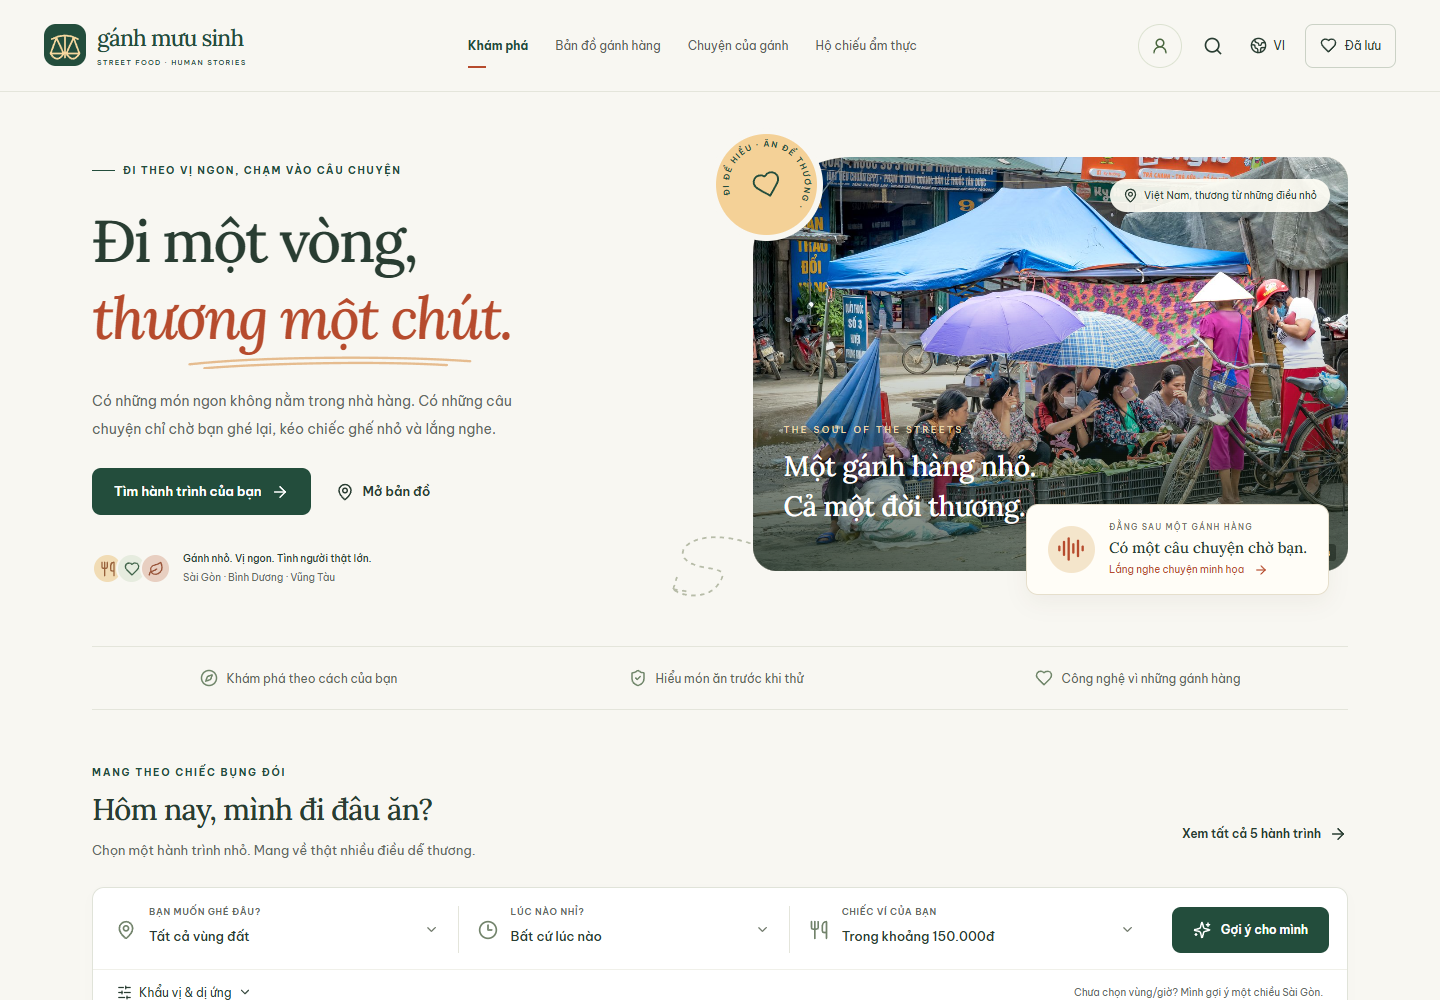 gánh mưu sinh
STREET FOOD · HUMAN STORIES
Khám phá
Bản đồ gánh hàng
Chuyện của gánh
Hộ chiếu ẩm thực
VI
Đã lưu
ĐI THEO VỊ NGON, CHẠM VÀO CÂU CHUYỆN
Đi một vòng,
thương một chút.
Có những món ngon không nằm trong nhà hàng. Có những câu
chuyện chỉ chờ bạn ghé lại, kéo chiếc ghế nhỏ và lắng nghe.
Tìm hành trình của bạn
Mở bản đồ
Gánh nhỏ. Vị ngon. Tình người thật lớn.
Sài Gòn · Bình Dương · Vũng Tàu
ĐI ĐỂ HIỂU · ĂN ĐỂ THƯƠNG ·
Việt Nam, thương từ những điều nhỏ
THÁO
ĐỔI
SỐ 3
THE SOUL OF THE STREETS
Một gánh hàng nhỏ.
Cả một đời thương.
ĐẰNG SAU MỘT GÁNH HÀNG
Có một câu chuyện chờ bạn.
Lắng nghe chuyện minh họa
Khám phá theo cách của bạn
Hiểu món ăn trước khi thử
Công nghệ vì những gánh hàng
MANG THEO CHIẾC BỤNG ĐÓI
Hôm nay, mình đi đâu ăn?
Chọn một hành trình nhỏ. Mang về thật nhiều điều dễ thương.
Xem tất cả 5 hành trình
BẠN MUỐN GHÉ ĐÂU?
Tất cả vùng đất
LÚC NÀO NHỈ?
Bất cứ lúc nào
CHIẾC VÍ CỦA BẠN
Trong khoảng 150.000đ
Gợi ý cho mình
Khẩu vị & dị ứng
Chưa chọn vùng/giờ? Mình gợi ý một chiều Sài Gòn.